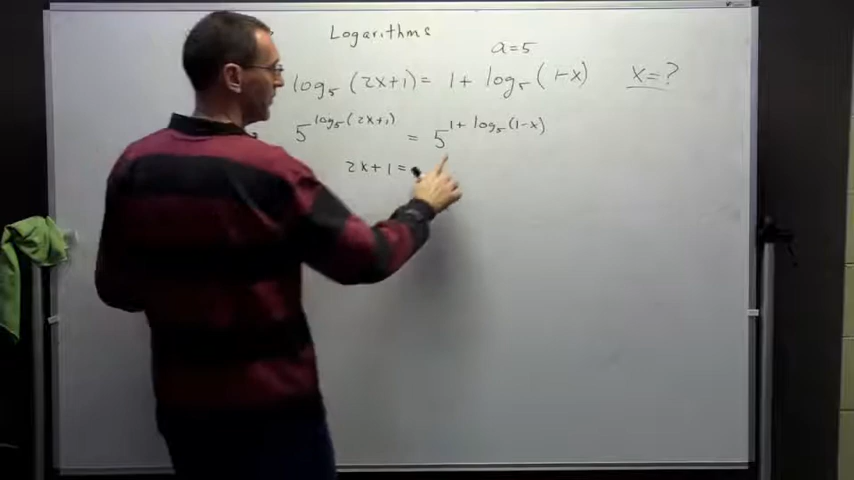 Logarithms
a=5
log₅(2x+1)= 1+ log₅(1-x) x=?
5^log₅(2x+1) = 5^1+ log₅(1-x)
2x+1 =